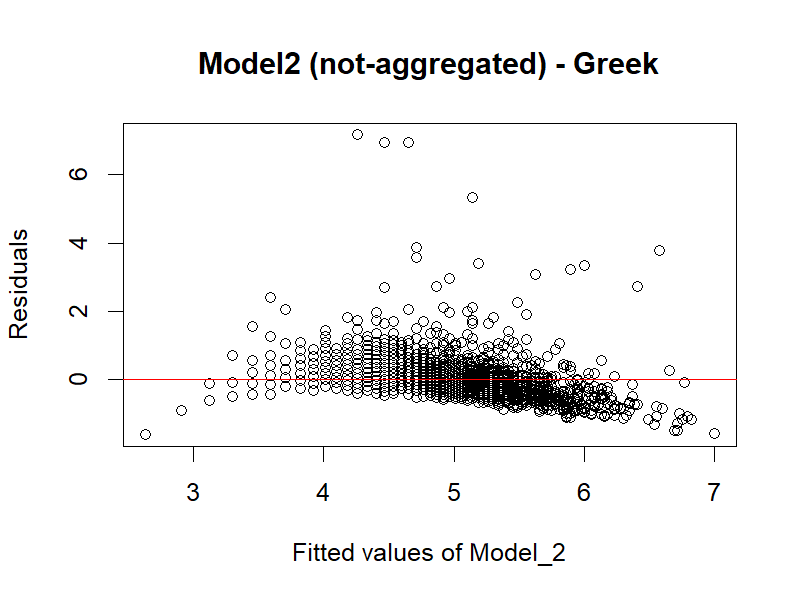 Model2 (not-aggregated) - Greek
Residuals
6
4
2
0
3 4 5 6 7
Fitted values of Model_2